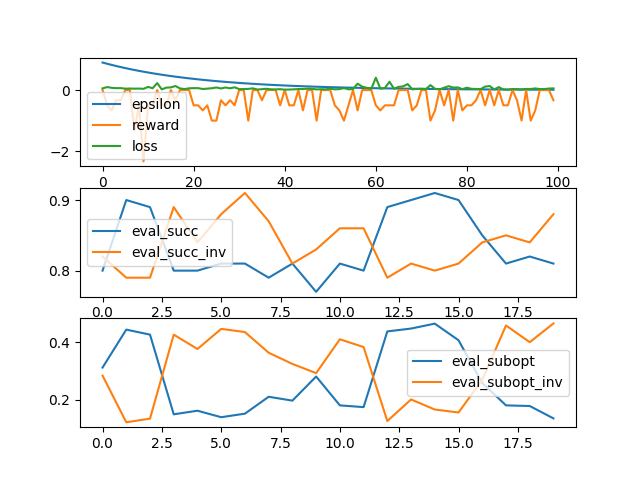 0
−2
epsilon
reward
loss
0 20 40 60 80 100
0.9
0.8
eval_succ
eval_succ_inv
0.0 2.5 5.0 7.5 10.0 12.5 15.0 17.5
0.4
0.2
eval_subopt
eval_subopt_inv
0.0 2.5 5.0 7.5 10.0 12.5 15.0 17.5